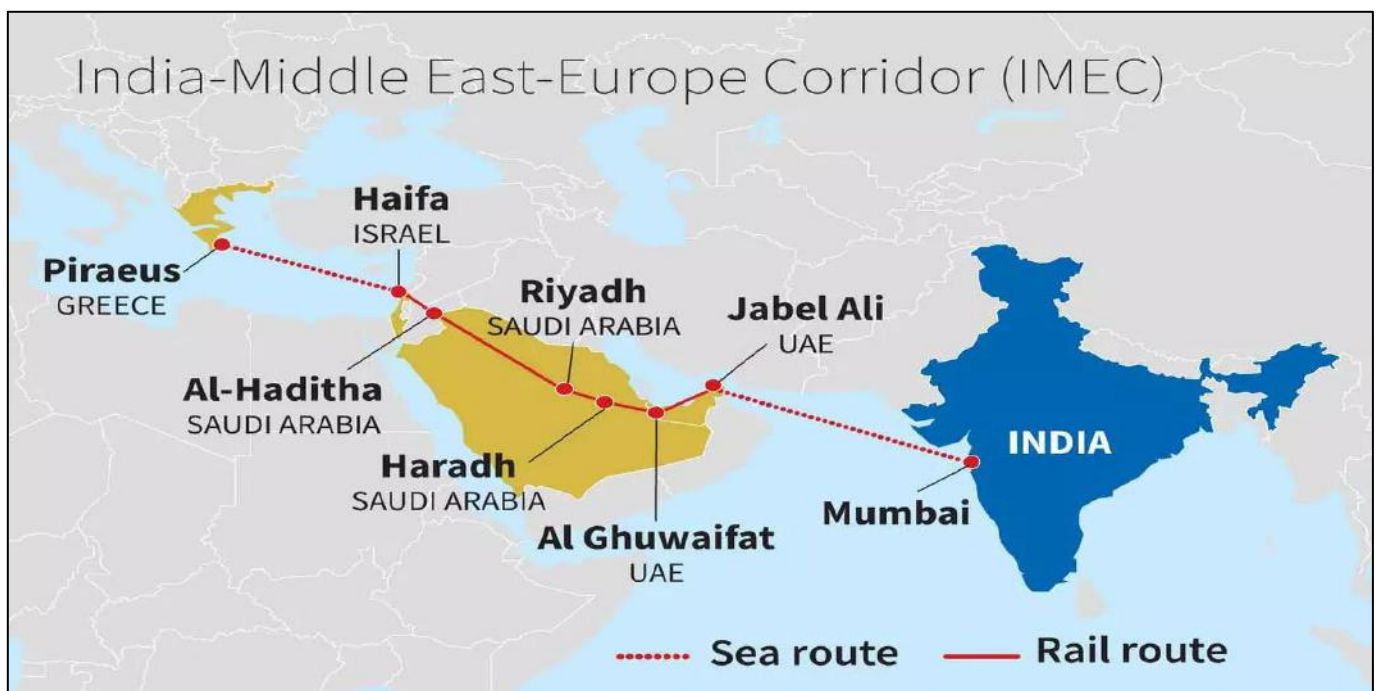 India-Middle East-Europe Corridor (IMEC)
Haifa
ISRAEL
Piraeus
GREECE
Riyadh
SAUDI ARABIA
Jabel Ali
UAE
Al-Haditha
SAUDI ARABIA
Haradh
SAUDI ARABIA
INDIA
Mumbai
Al Ghuwaifat
UAE
Sea route
Rail route